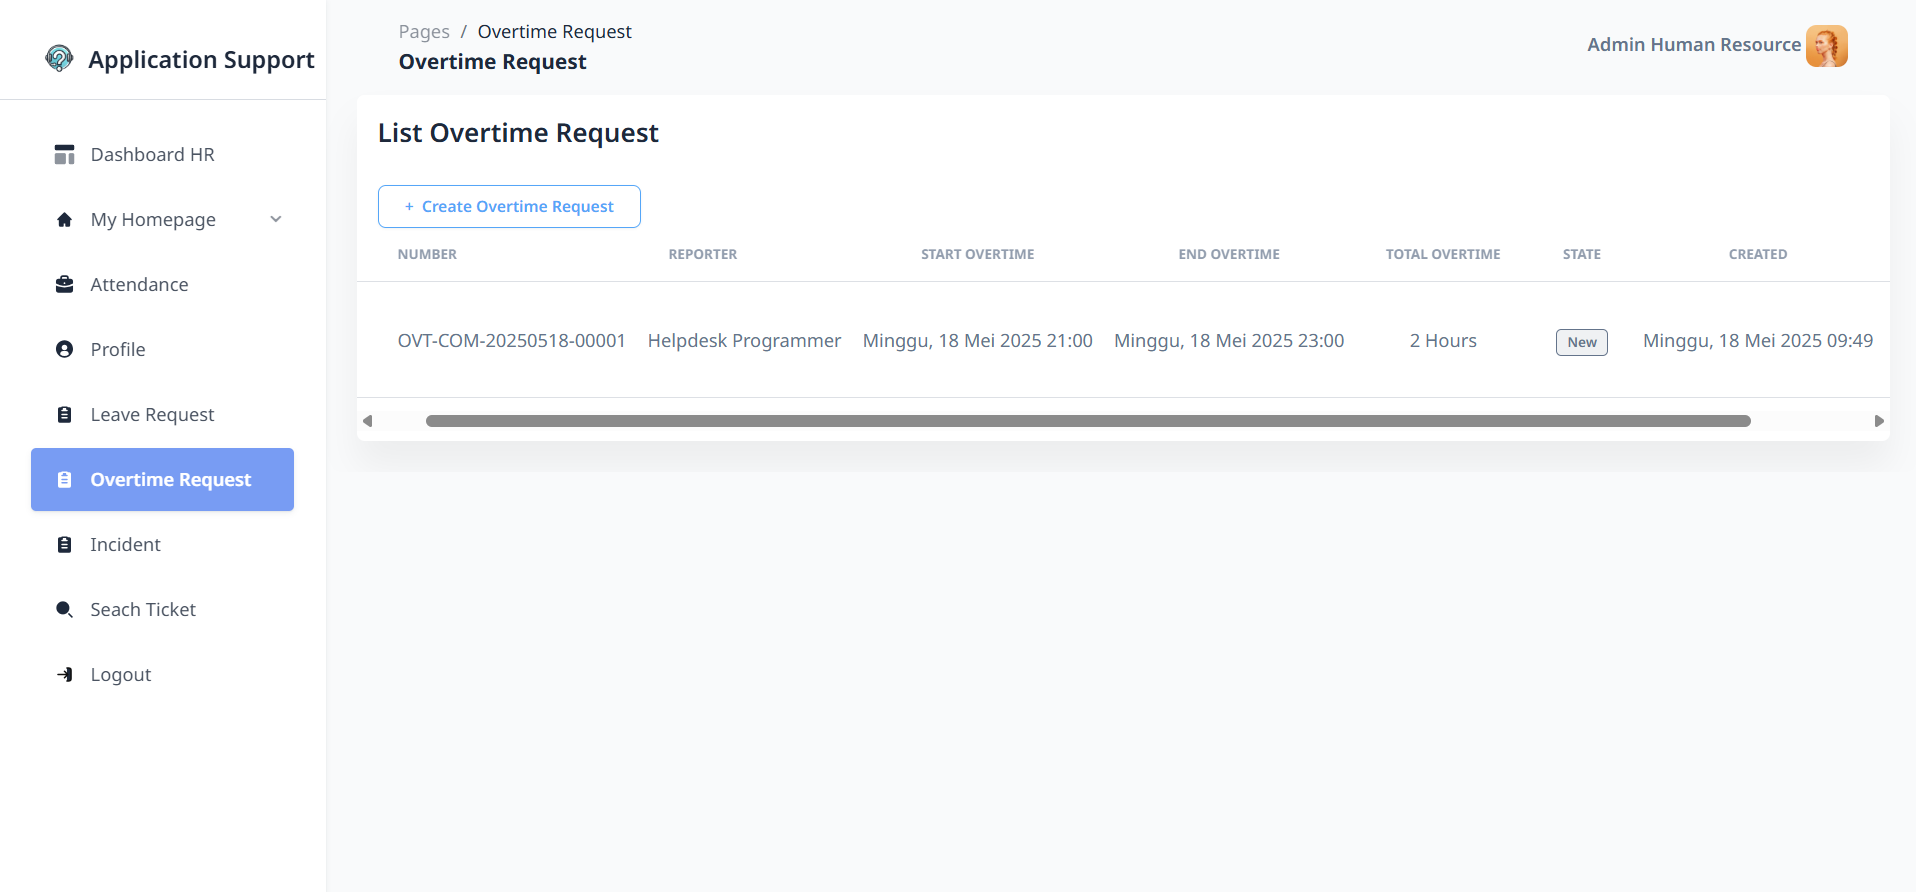 Application Support
Dashboard HR
My Homepage
Attendance
Profile
Leave Request
Overtime Request
Incident
Seach Ticket
Logout
Pages / Overtime Request
Overtime Request
Admin Human Resource
List Overtime Request
+ Create Overtime Request
NUMBER REPORTER START OVERTIME END OVERTIME TOTAL OVERTIME STATE CREATED
OVT-COM-20250518-00001 Helpdesk Programmer Minggu, 18 Mei 2025 21:00 Minggu, 18 Mei 2025 23:00 2 Hours New Minggu, 18 Mei 2025 09:49